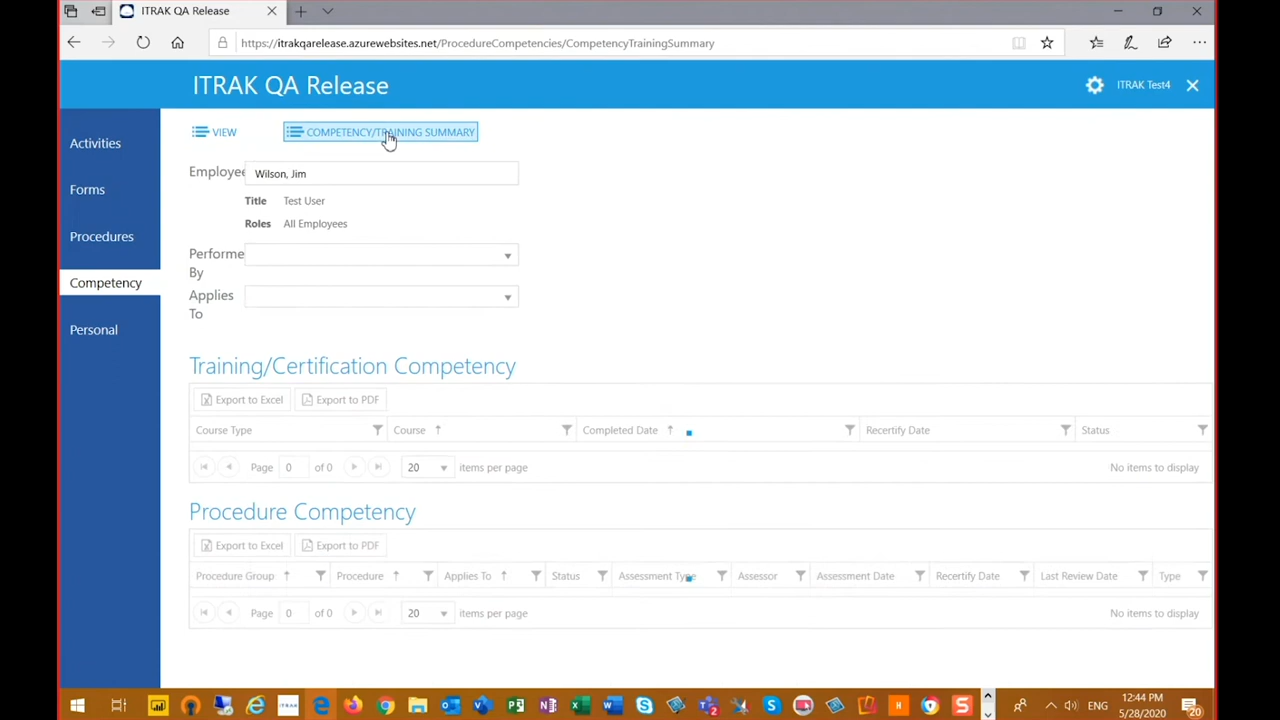 ITRAK QA Release
https://itrakqarelease.azurewebsites.net/ProcedureCompetencies/CompetencyTrainingSummary
ITRAK QA Release
ITRAK Test4
Activities
Forms
Procedures
Competency
Personal
VIEW
COMPETENCY/TRAINING SUMMARY
Employee
Wilson, Jim
Title Test User
Roles All Employees
Performe
By
Applies
To
Training/Certification Competency
Export to Excel Export to PDF
Course Type Course Completed Date Recertify Date Status
Page 0 of 0 20 items per page No items to display
Procedure Competency
Export to Excel Export to PDF
Procedure Group Procedure Applies To Status Assessment Type Assessor Assessment Date Recertify Date Last Review Date Type
Page 0 of 0 20 items per page No items to display
ENG
12:44 PM
5/28/2020
20